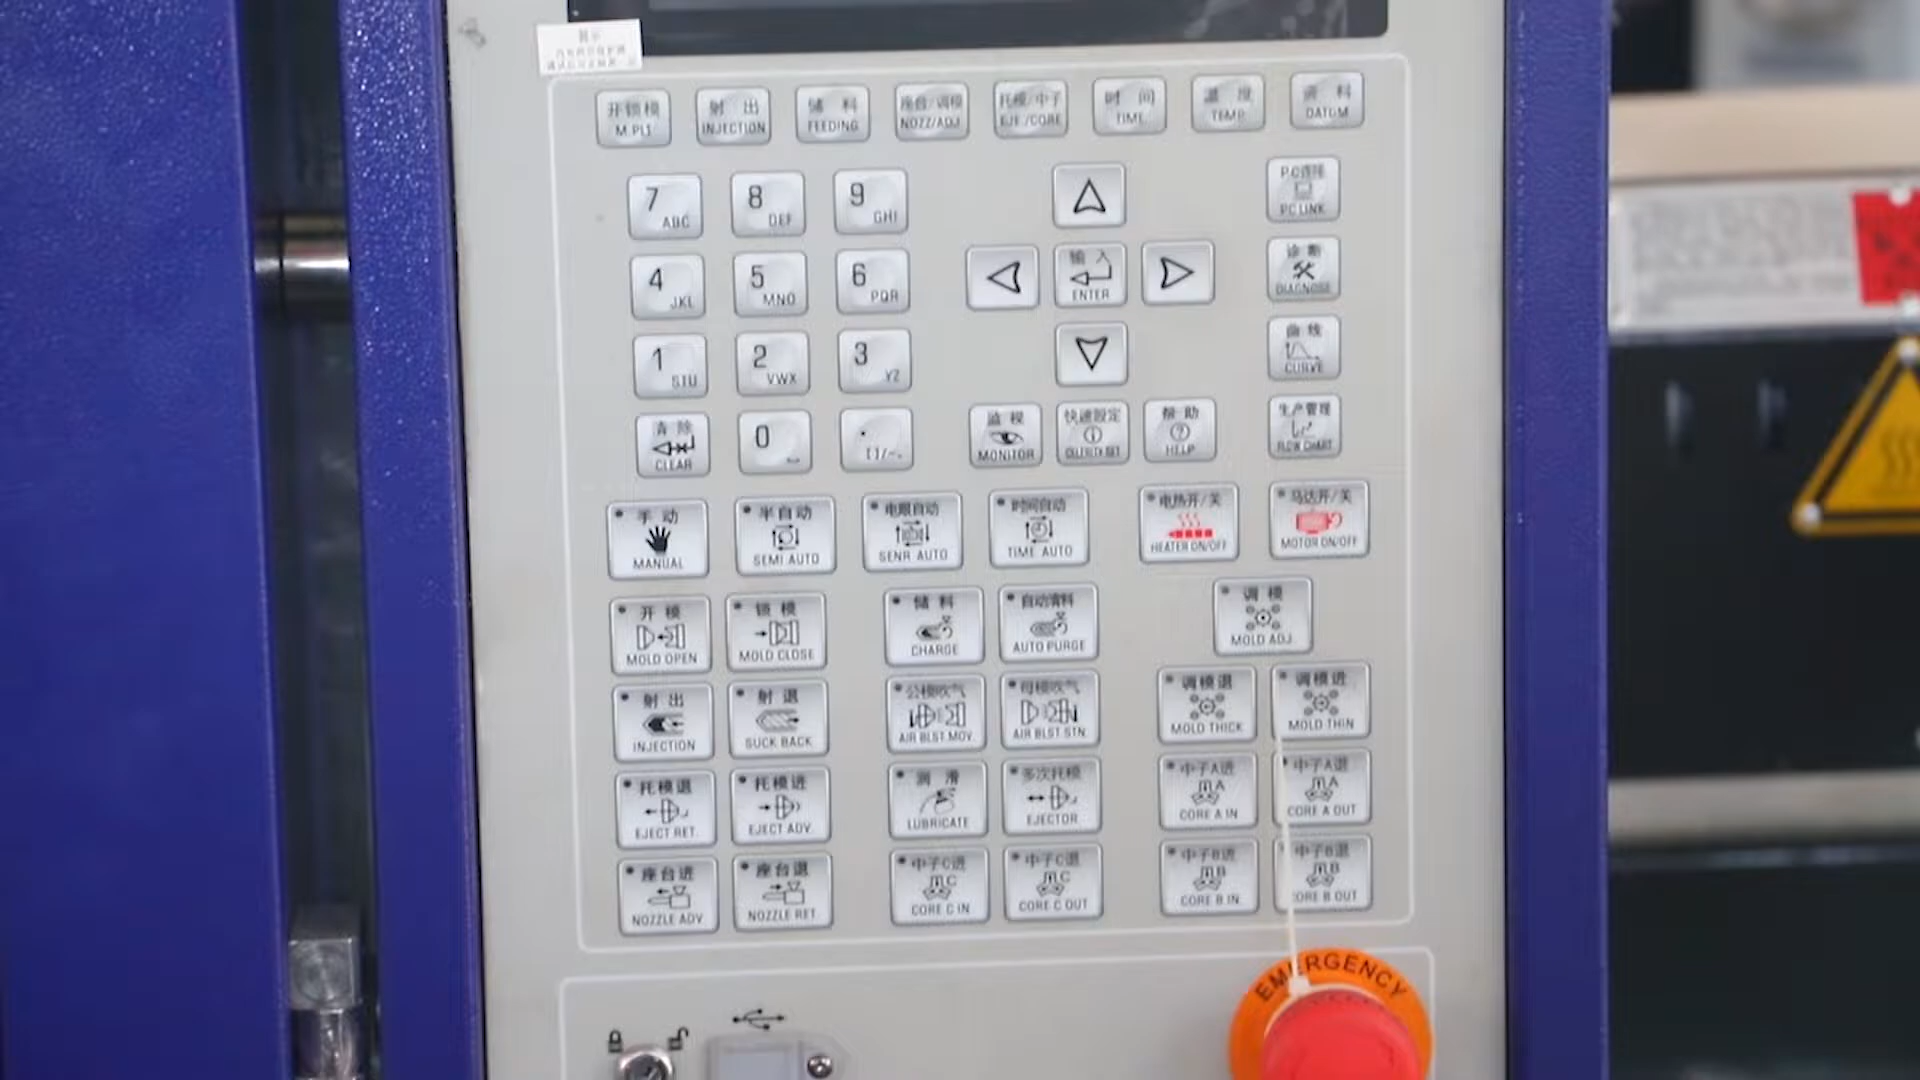 提示
开锁模
M.PL1
射 出
INJECTION
储 料
FEEDING
座台/调模
NOZZ/ADJ.
托模/中子
EJE./CORE
时 间
TIME
温 度
TEMP.
资 料
DATUM
7 ABC
8 DEF
9 GHI
PC连接
PC LINK
4 JKL
5 MNO
6 PQR
输 入
ENTER
诊 断
DIAGNOSE
1 STU
2 VWX
3 YZ
曲 线
CURVE
清 除
CLEAR
0
监 视
MONITOR
快速设定
帮 助
HELP
生产管理
FLOW CHART
手 动
MANUAL
半自动
SEMI AUTO
电眼自动
SENR AUTO
时间自动
TIME AUTO
电热开/关
HEATER ON/OFF
马达开/关
MOTOR ON/OFF
开 模
MOLD OPEN
锁 模
MOLD CLOSE
储 料
CHARGE
自动清料
AUTO PURGE
调 模
MOLD ADJ.
射 出
INJECTION
射 退
SUCK BACK
公模吹气
AIR BLST MOV.
母模吹气
AIR BLST STN.
调模退
MOLD THICK
调模进
MOLD THIN
托模退
EJECT RET.
托模进
EJECT ADV.
润 滑
LUBRICATE
多次托模
EJECTOR
中子A进
A
CORE A IN
中子A退
A
CORE A OUT
座台进
NOZZLE ADV.
座台退
NOZZLE RET.
中子C进
C
CORE C IN
中子C退
C
CORE C OUT
中子B进
B
CORE B IN
中子B退
B
CORE B OUT
EMERGENCY